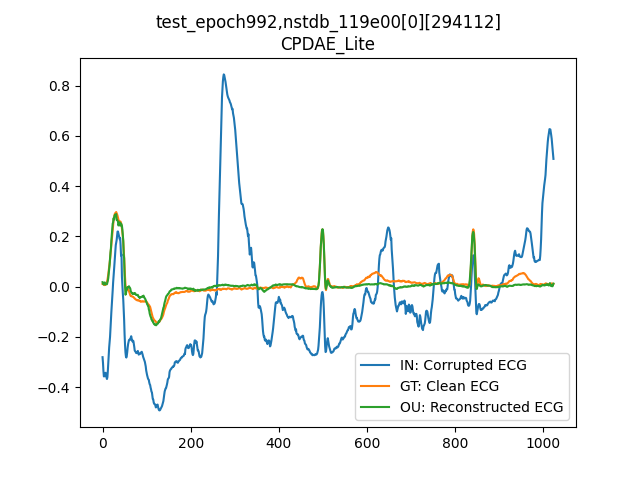 test_epoch992,nstdb_119e00[0][294112]
CPDAE_Lite
0.8
0.6
0.4
0.2
0.0
−0.2
−0.4
IN: Corrupted ECG
GT: Clean ECG
OU: Reconstructed ECG
0 200 400 600 800 1000